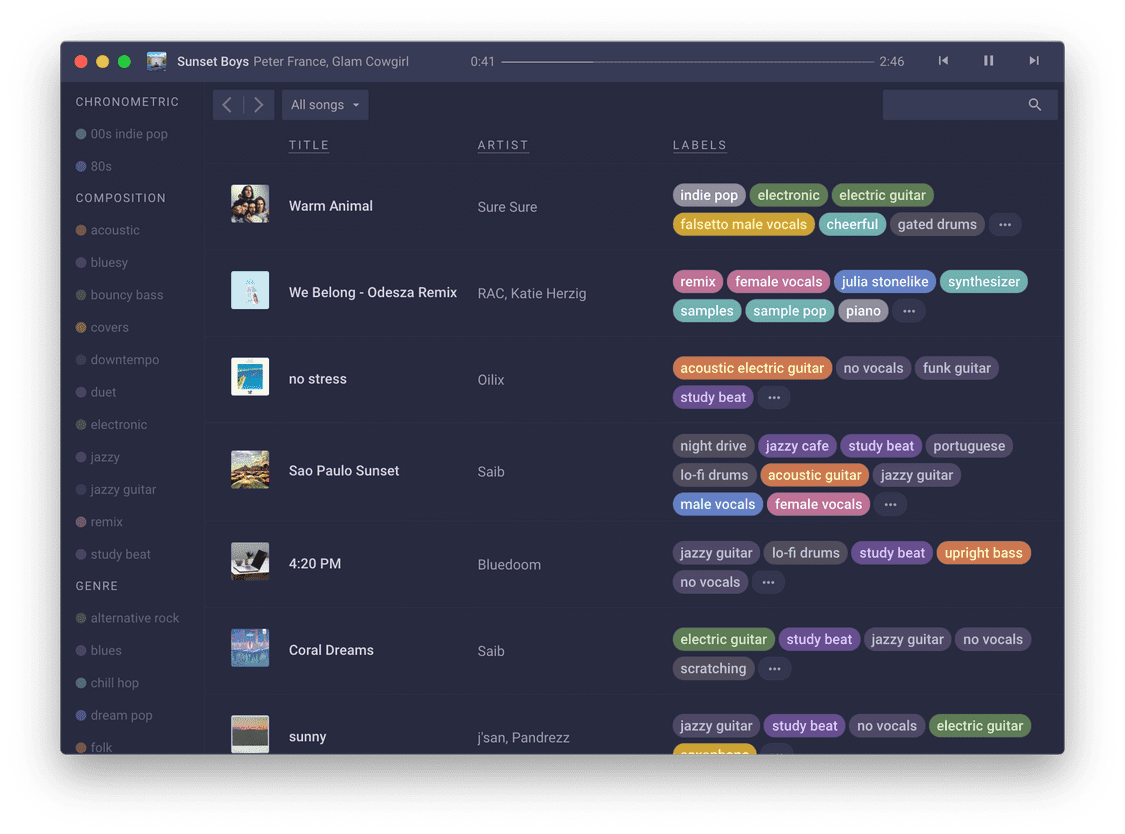 Sunset Boys Peter France, Glam Cowgirl 0:41 2:46
CHRONOMETRIC
00s indie pop
80s
COMPOSITION
acoustic
bluesy
bouncy bass
covers
downtempo
duet
electronic
jazzy
jazzy guitar
remix
study beat
GENRE
alternative rock
blues
chill hop
dream pop
folk
All songs
TITLE ARTIST LABELS
Warm Animal Sure Sure
indie pop electronic electric guitar
falsetto male vocals cheerful gated drums ...
We Belong - Odesza Remix RAC, Katie Herzig
remix female vocals julia stonelike synthesizer
samples sample pop piano ...
no stress Oilix
acoustic electric guitar no vocals funk guitar
study beat ...
Sao Paulo Sunset Saib
night drive jazzy cafe study beat portuguese
lo-fi drums acoustic guitar jazzy guitar
male vocals female vocals ...
4:20 PM Bluedoom
jazzy guitar lo-fi drums study beat upright bass
no vocals ...
Coral Dreams Saib
electric guitar study beat jazzy guitar no vocals
scratching ...
sunny j'san, Pandrezz
jazzy guitar study beat no vocals electric guitar
saxophone